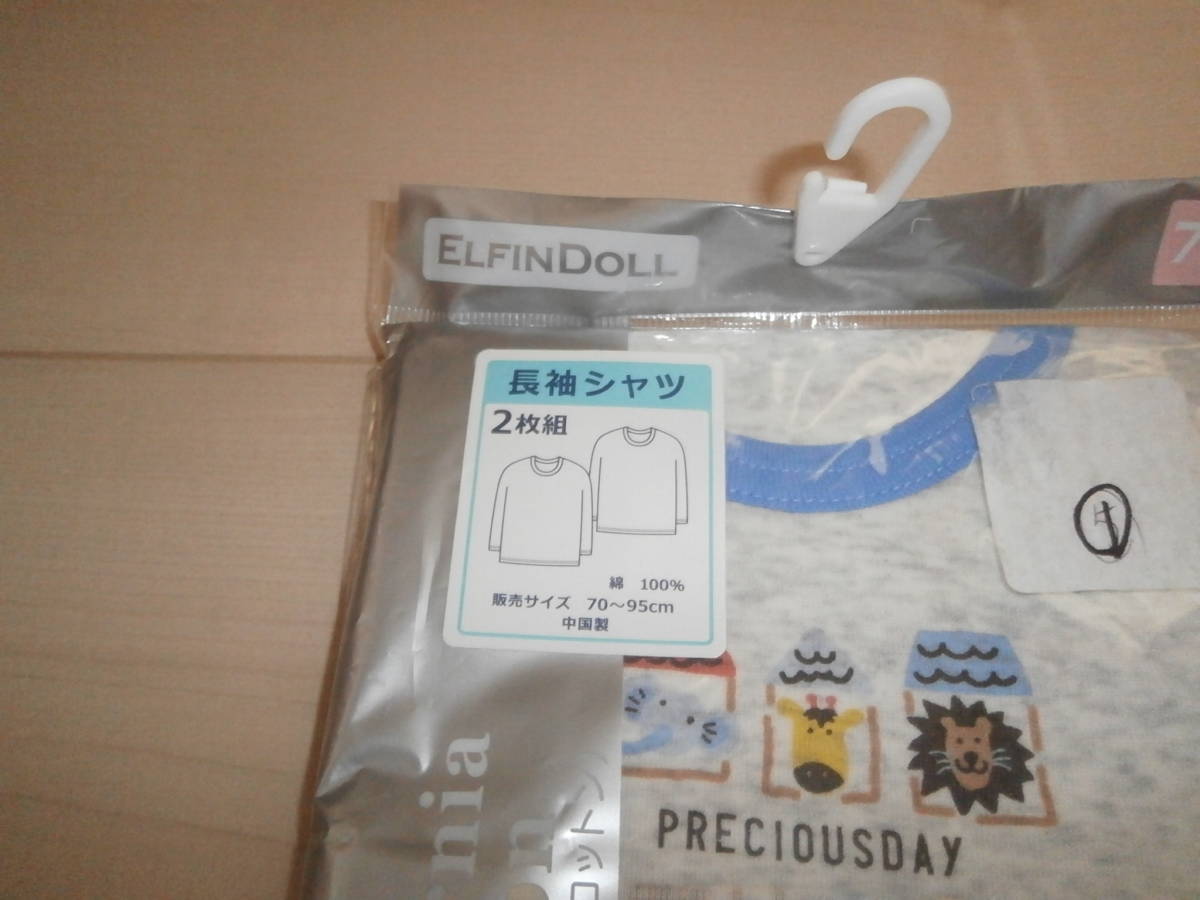 ELFINDOLL
7
長袖シャツ
2枚組
綿 100%
販売サイズ 70〜95cm
中国製
PRECIOUSDAY